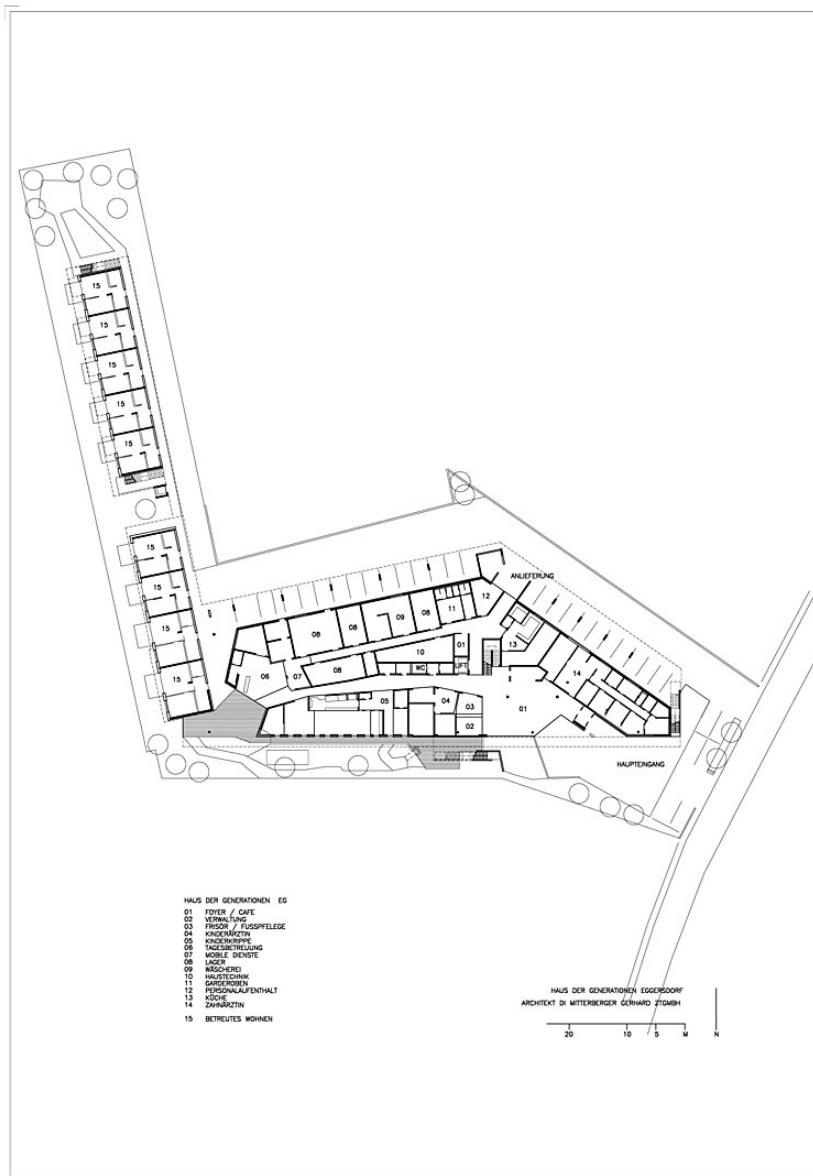 15
15
15
15
15
15
ANLIEFERUNG
15
12
08
11
09
08
08
15
13
10
01
08
14
06
07
WC
LIFT
15
05
04
03
01
02
HAUPTEINGANG
HAUS DER GENERATIONEN EG
01 FOYER / CAFE
02 VERWALTUNG
03 FRISÖR / FUSSPFELEGE
04 KINDERÄRZTIN
05 KINDERKRIPPE
06 TAGESBETREUUNG
07 MOBILE DIENSTE
08 LAGER
09 WÄSCHEREI
10 HAUSTECHNIK
11 GARDEROBEN
12 PERSONALAUFENTHALT
13 KÜCHE
14 ZAHNÄRZTIN
15 BETREUTES WOHNEN
HAUS DER GENERATIONEN EGGERSDORF
ARCHITEKT DI MITTERBERGER GERHARD ZTGMBH
20 10 5 M N